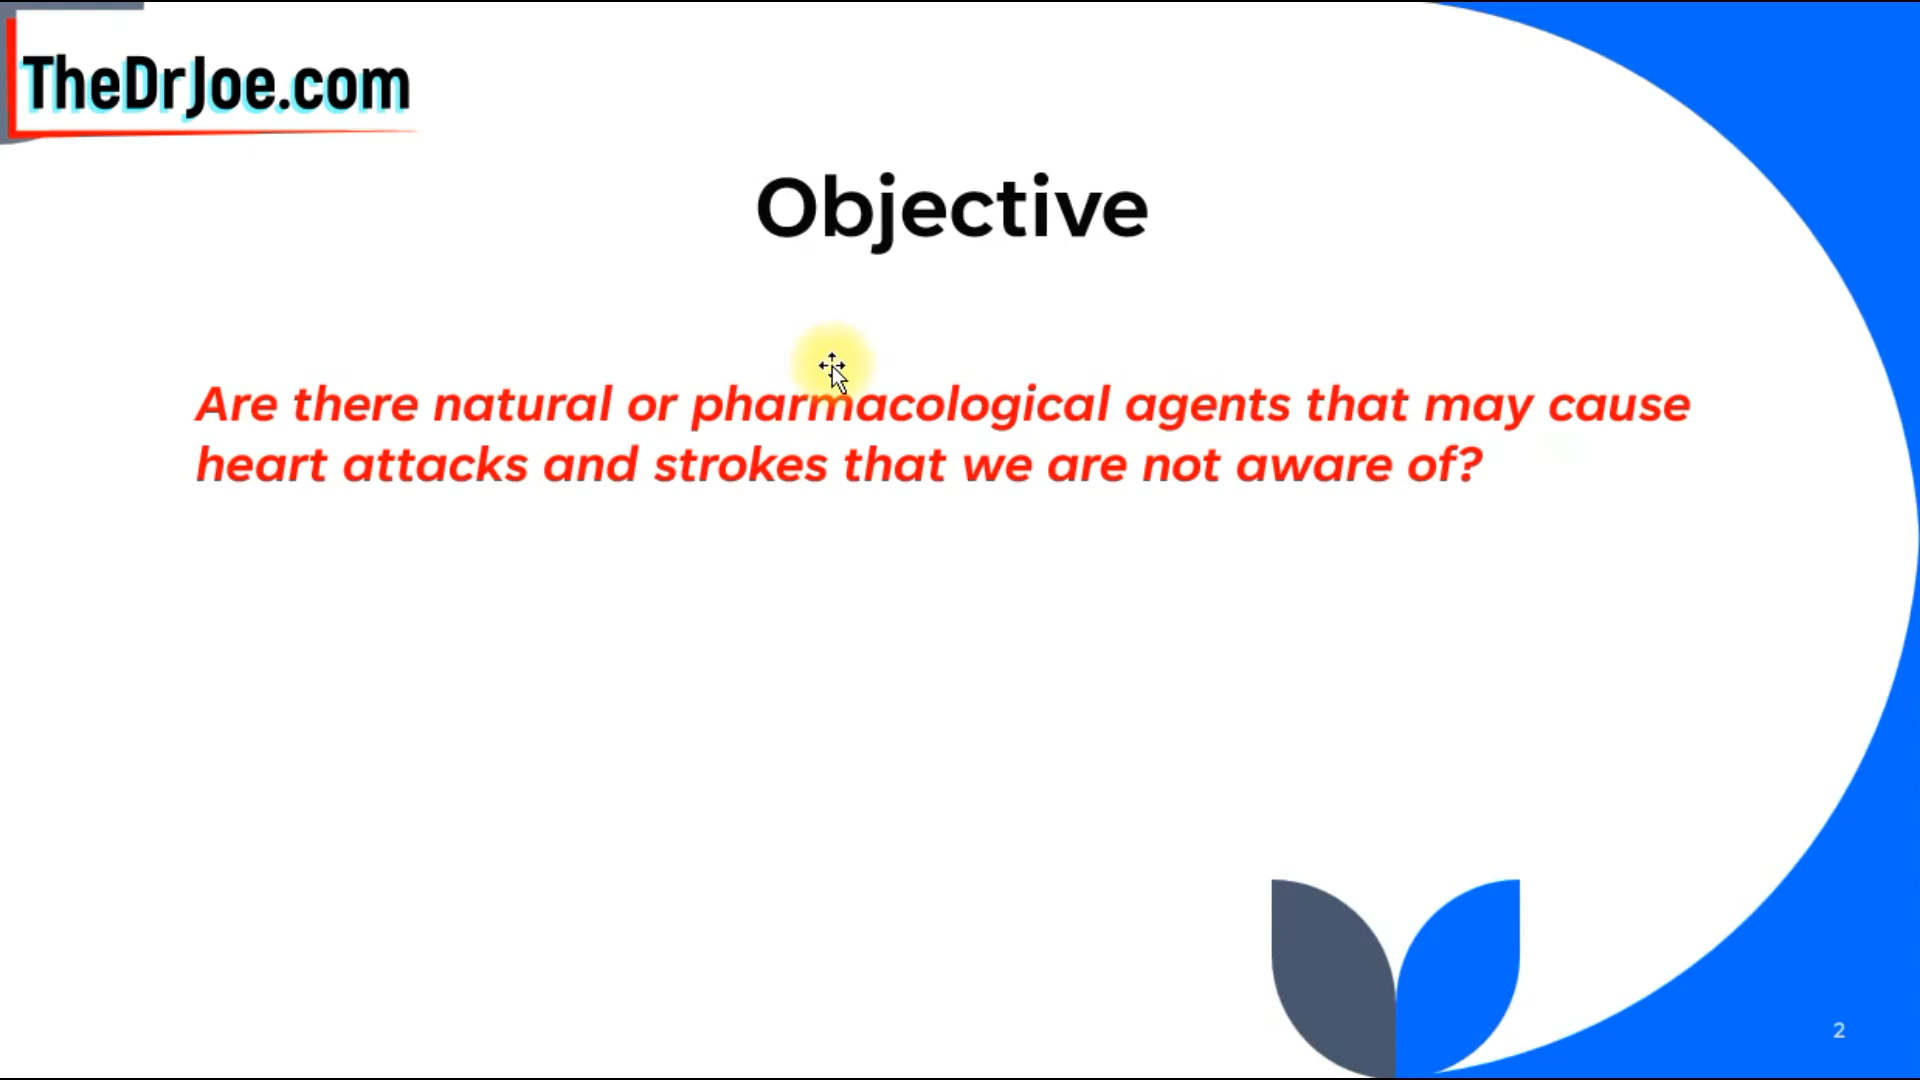 TheDrJoe.com
Objective
Are there natural or pharmacological agents that may cause
heart attacks and strokes that we are not aware of?
2